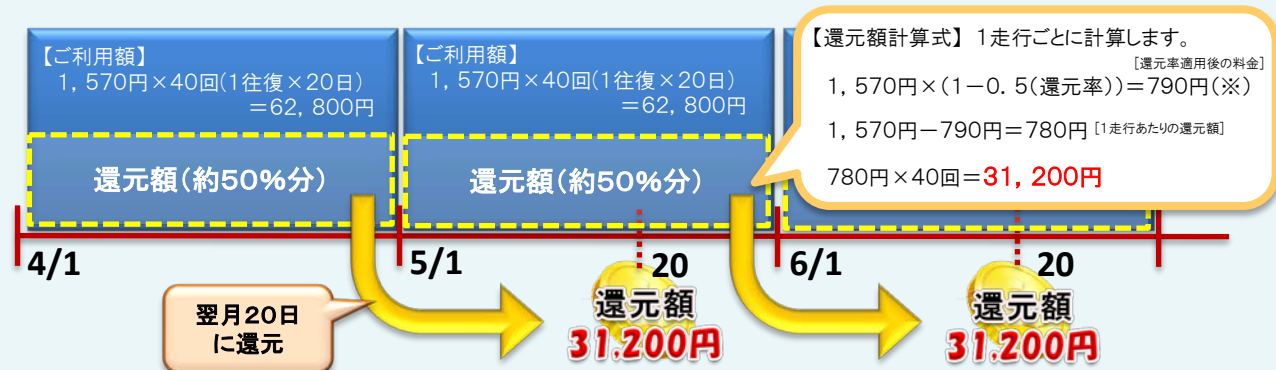 【ご利用額】
1,570円×40回(1往復×20日)
=62,800円
還元額(約50%分)
【ご利用額】
1,570円×40回(1往復×20日)
=62,800円
還元額(約50%分)
【還元額計算式】 1走行ごとに計算します。
[還元率適用後の料金]
1,570円×(1-0.5(還元率))=790円(※)
1,570円-790円=780円 [1走行あたりの還元額]
780円×40回=31,200円
4/1
5/1
20
6/1
20
翌月20日
に還元
還元額
31.200円
還元額
31.200円